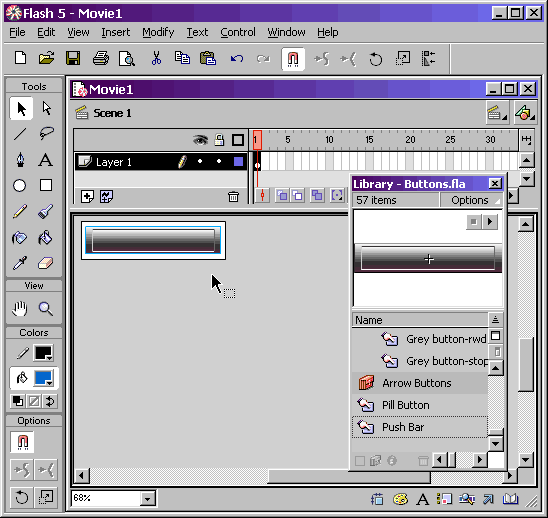 Flash 5 - Movie1
File Edit View Insert Modify Text Control Window Help
Tools
Movie1
Scene 1
1 5 10 15 20 25 30
Layer 1
Library - Buttons.fla
57 items Options
A
View
Name
Colors
Grey button-rwd
Grey button-stop
Arrow Buttons
Pill Button
Options
Push Bar
68%
A